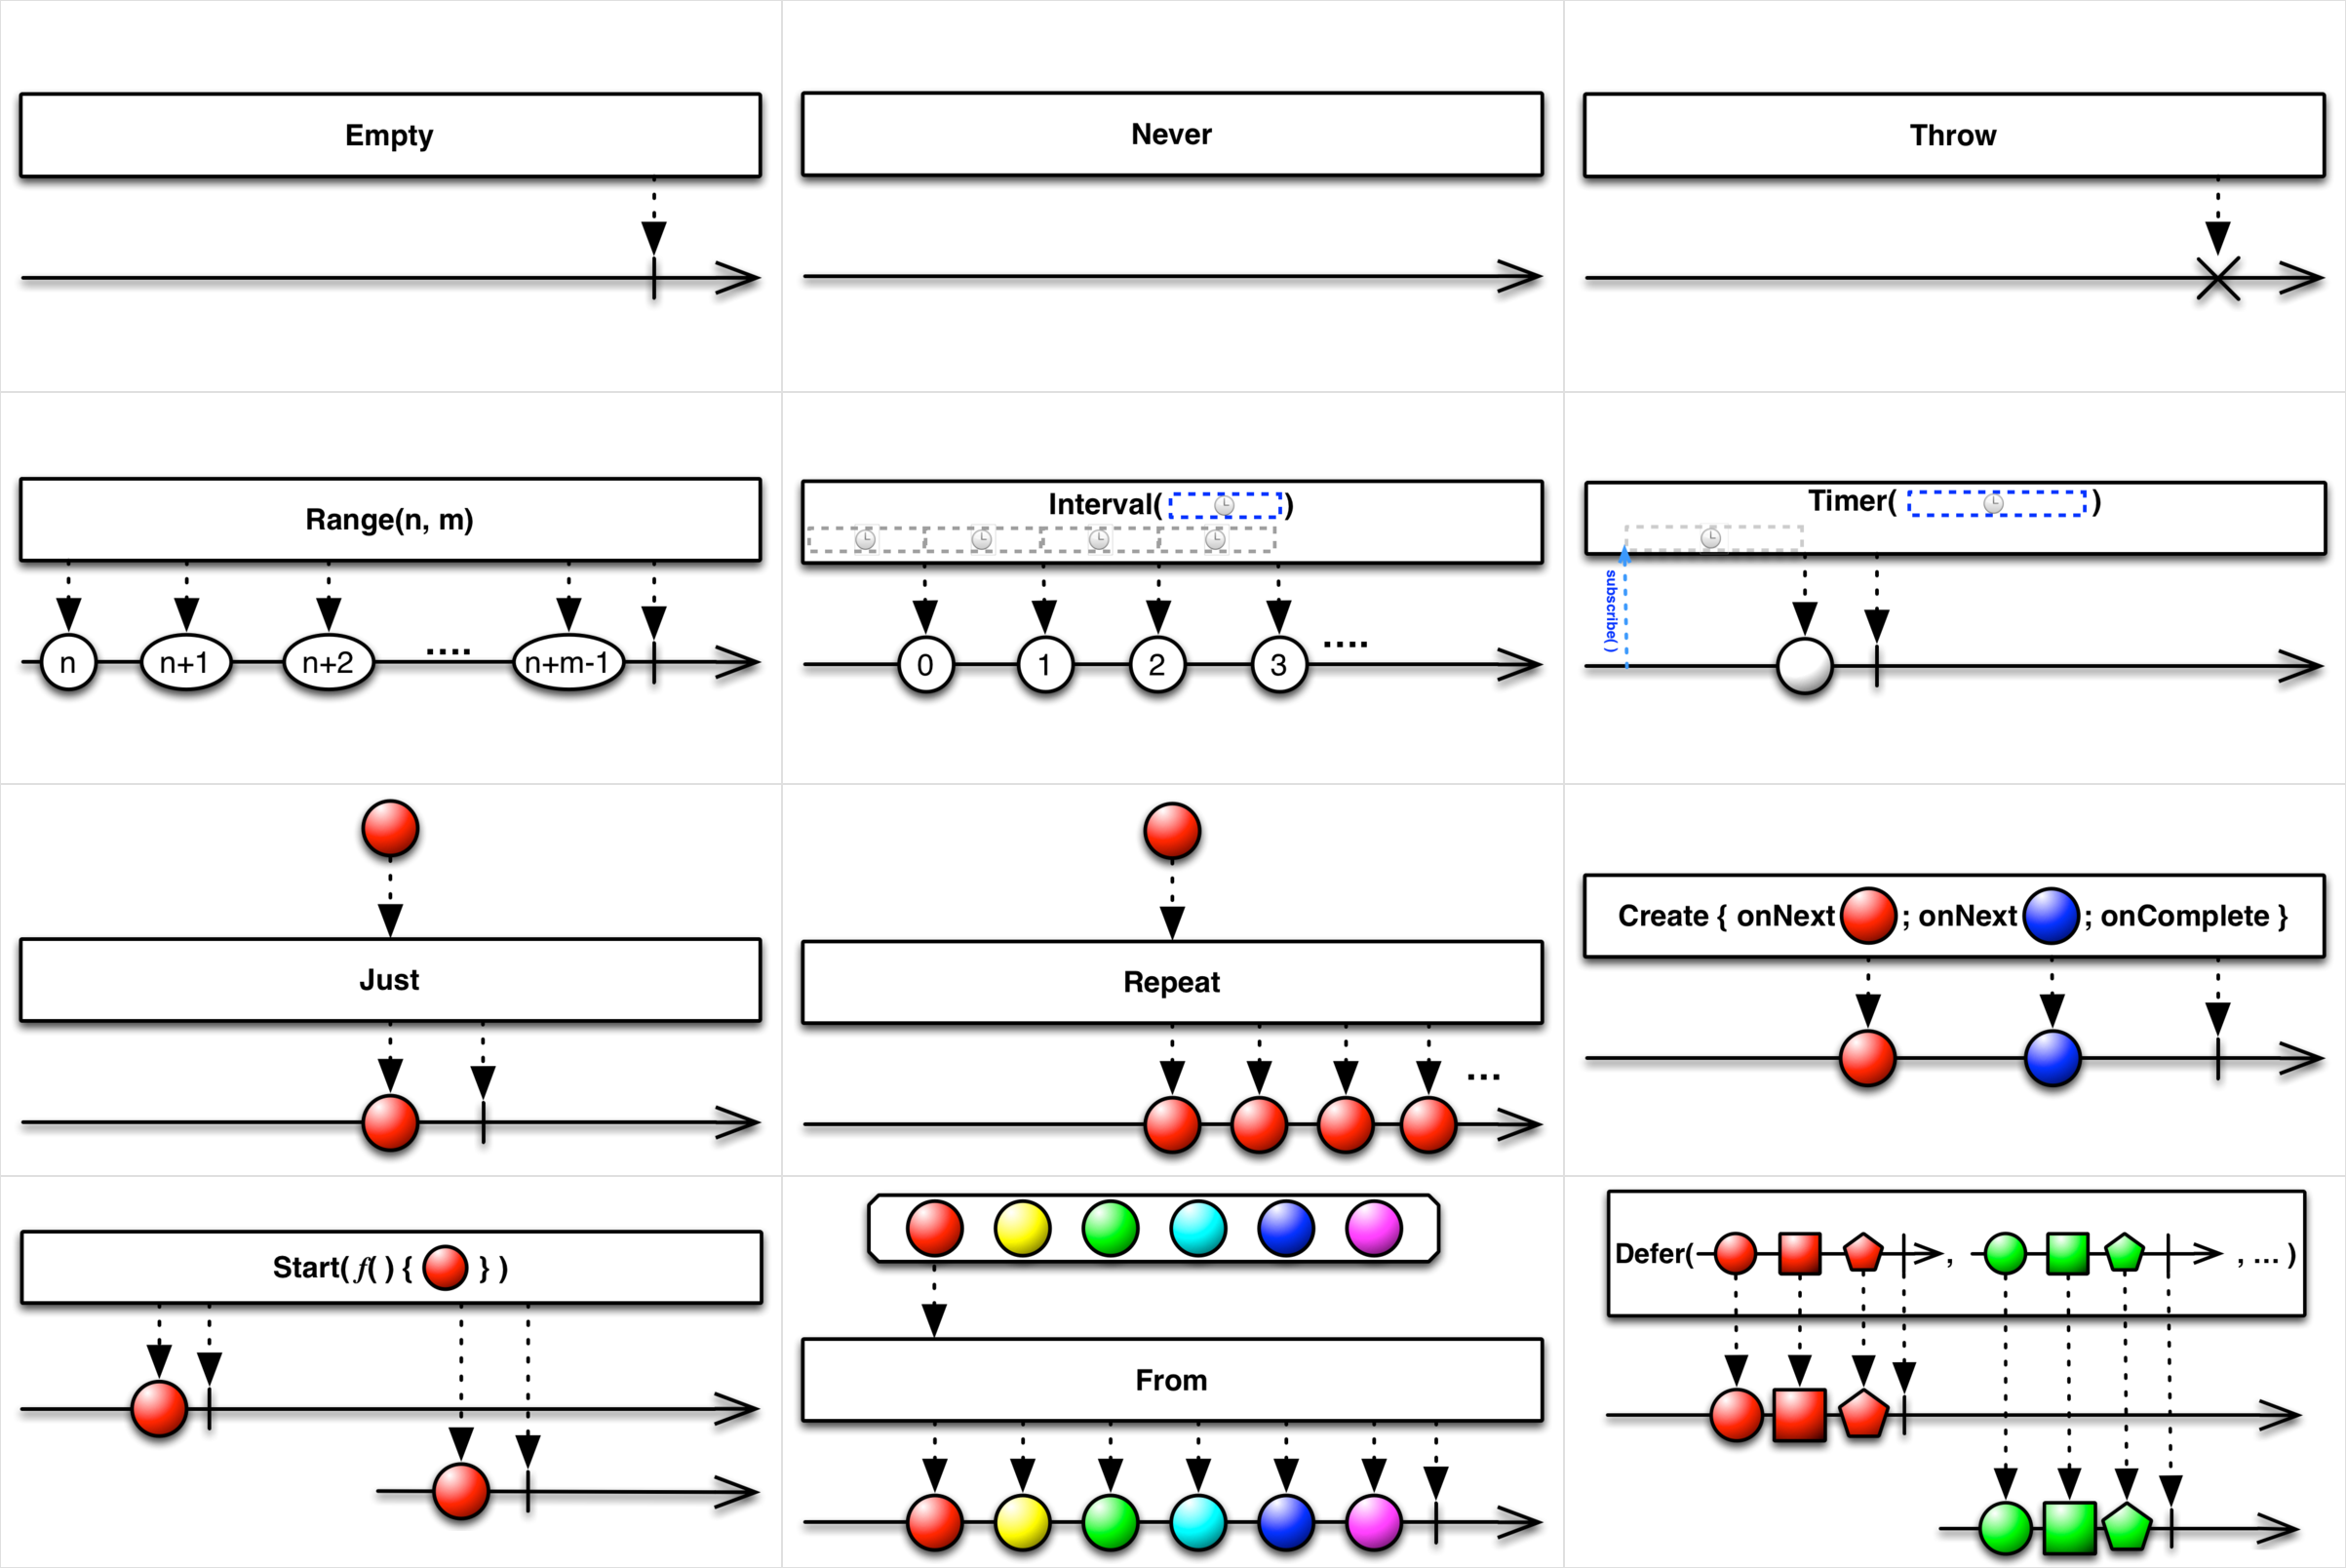 Empty
Never
Throw
Range(n, m)
n n+1 n+2 .... n+m-1
Interval( )
0 1 2 3 ....
Timer( )
subscribe( )
Just
Repeat
...
Create { onNext ; onNext ; onComplete }
Start( f( ) { } )
From
Defer( , , ... )